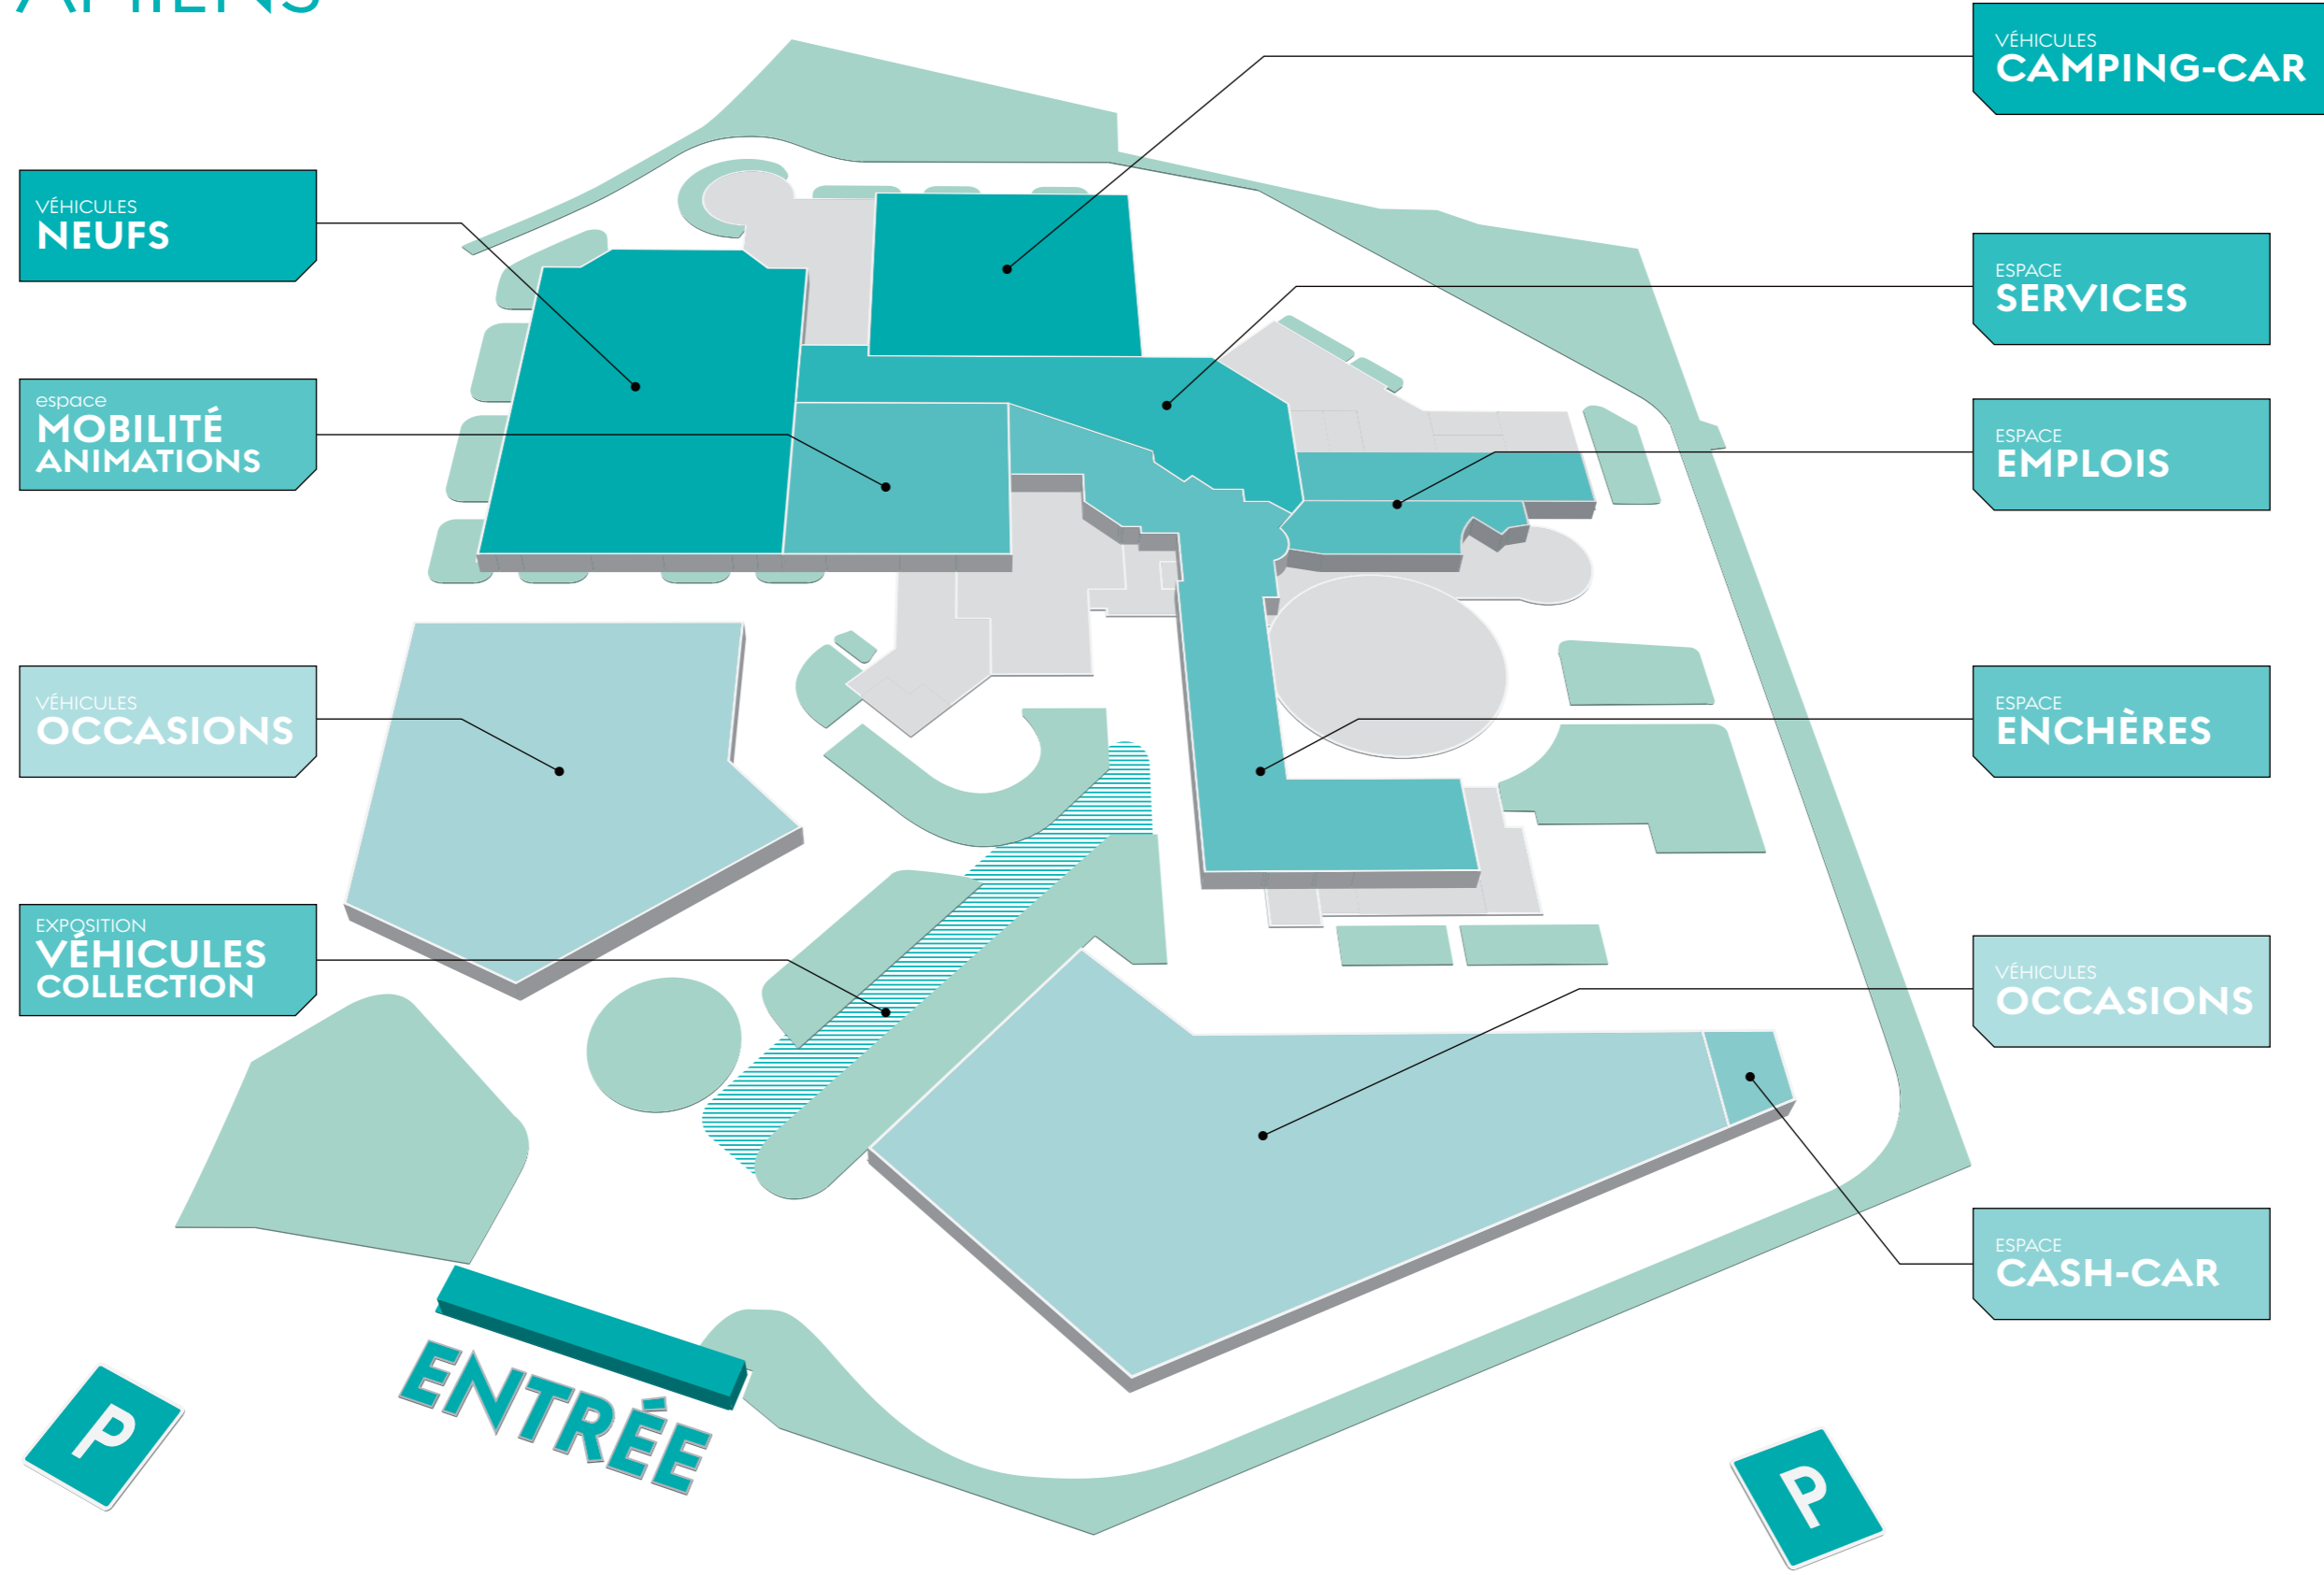 AMIENS
VÉHICULES
CAMPING-CAR
VÉHICULES
NEUFS
ESPACE
SERVICES
espace
MOBILITÉ
ANIMATIONS
ESPACE
EMPLOIS
VÉHICULES
OCCASIONS
ESPACE
ENCHÈRES
EXPOSITION
VÉHICULES
COLLECTION
VÉHICULES
OCCASIONS
ESPACE
CASH-CAR
ENTRÉE
P
P